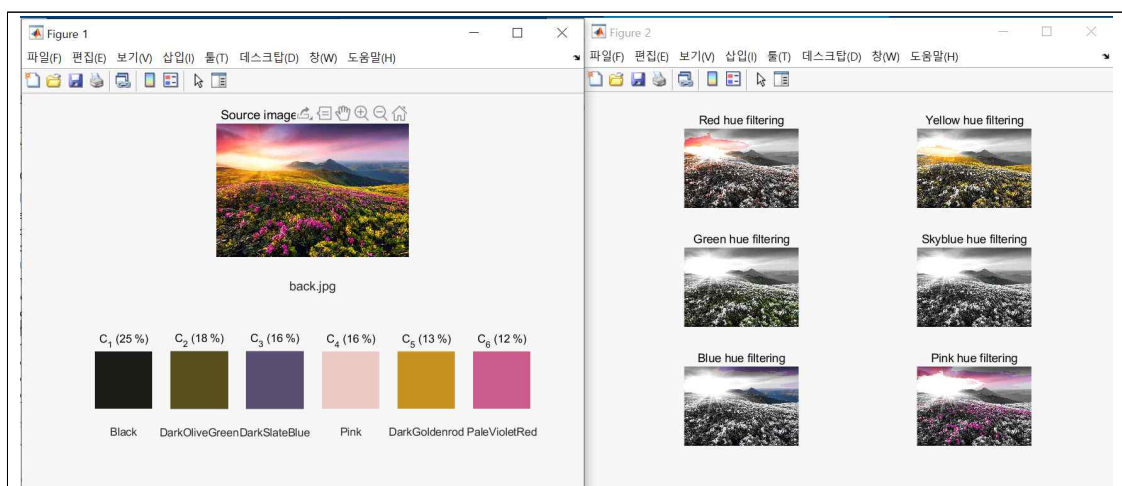 Figure 1
파일(F) 편집(E) 보기(V) 삽입(I) 툴(T) 데스크탑(D) 창(W) 도움말(H)
Source image
back.jpg
C1 (25 %) C2 (18 %) C3 (16 %) C4 (16 %) C5 (13 %) C6 (12 %)
Black DarkOliveGreen DarkSlateBlue Pink DarkGoldenrod PaleVioletRed
Figure 2
파일(F) 편집(E) 보기(V) 삽입(I) 툴(T) 데스크탑(D) 창(W) 도움말(H)
Red hue filtering Yellow hue filtering
Green hue filtering Skyblue hue filtering
Blue hue filtering Pink hue filtering